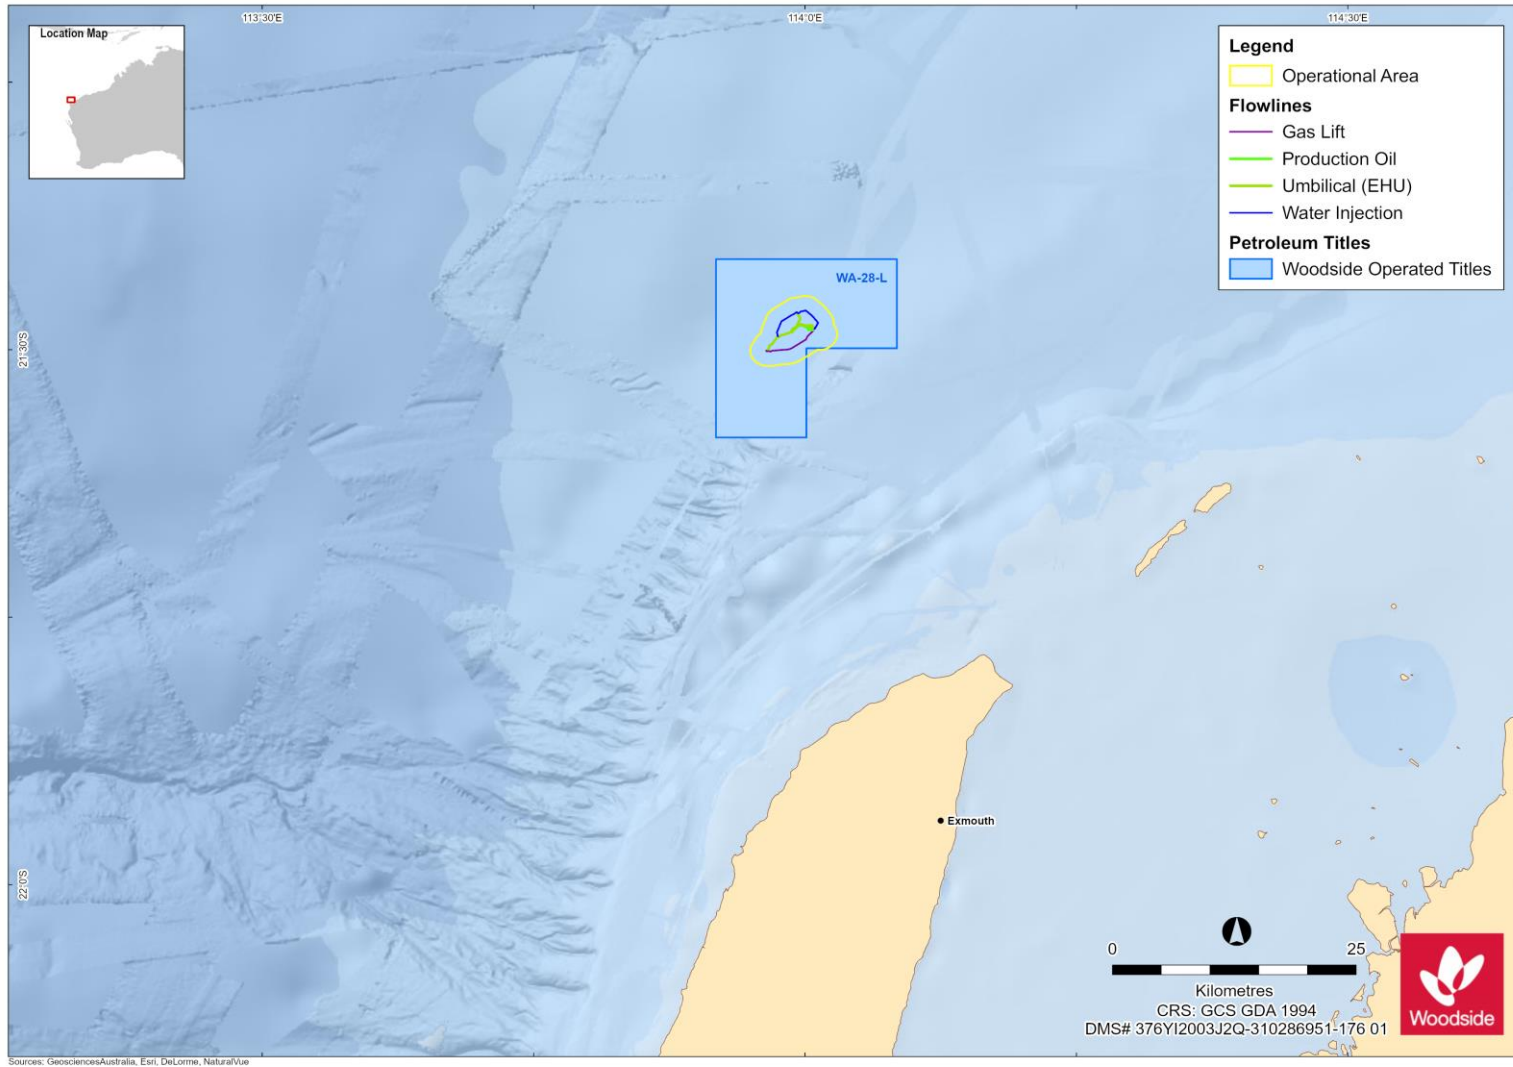 113°30'E
114°0'E
114°30'E
Location Map
Legend
Operational Area
Flowlines
Gas Lift
Production Oil
Umbilical (EHU)
Water Injection
Petroleum Titles
Woodside Operated Titles
WA-28-L
21°30'S
Exmouth
22°0'S
0 25
Kilometres
CRS: GCS GDA 1994
DMS# 376YI2003J2Q-310286951-176 01
Woodside
Sources: GeosciencesAustralia, Esri, DeLorme, NaturalVue